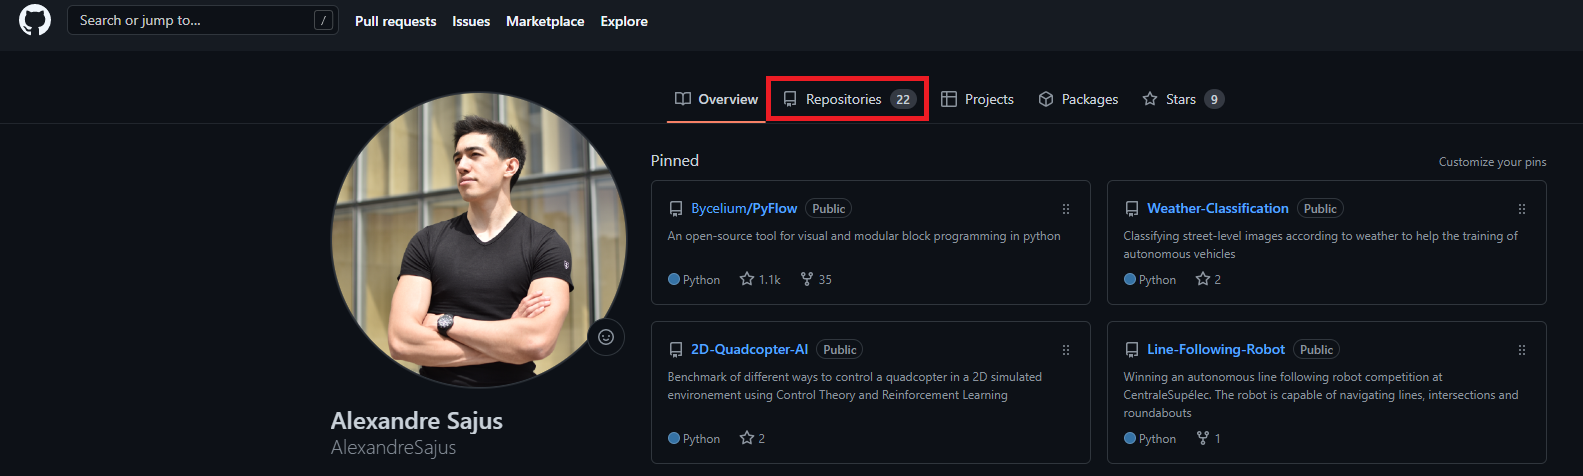 Search or jump to...
/
Pull requests
Issues
Marketplace
Explore
Overview
Repositories 22
Projects
Packages
Stars 9
Pinned
Customize your pins
Bycelium/PyFlow Public
An open-source tool for visual and modular block programming in python
Python 1.1k 35
Weather-Classification Public
Classifying street-level images according to weather to help the training of
autonomous vehicles
Python 2
2D-Quadcopter-AI Public
Benchmark of different ways to control a quadcopter in a 2D simulated
environement using Control Theory and Reinforcement Learning
Python 2
Line-Following-Robot Public
Winning an autonomous line following robot competition at
CentraleSupélec. The robot is capable of navigating lines, intersections and
roundabouts
Python 1
Alexandre Sajus
AlexandreSajus